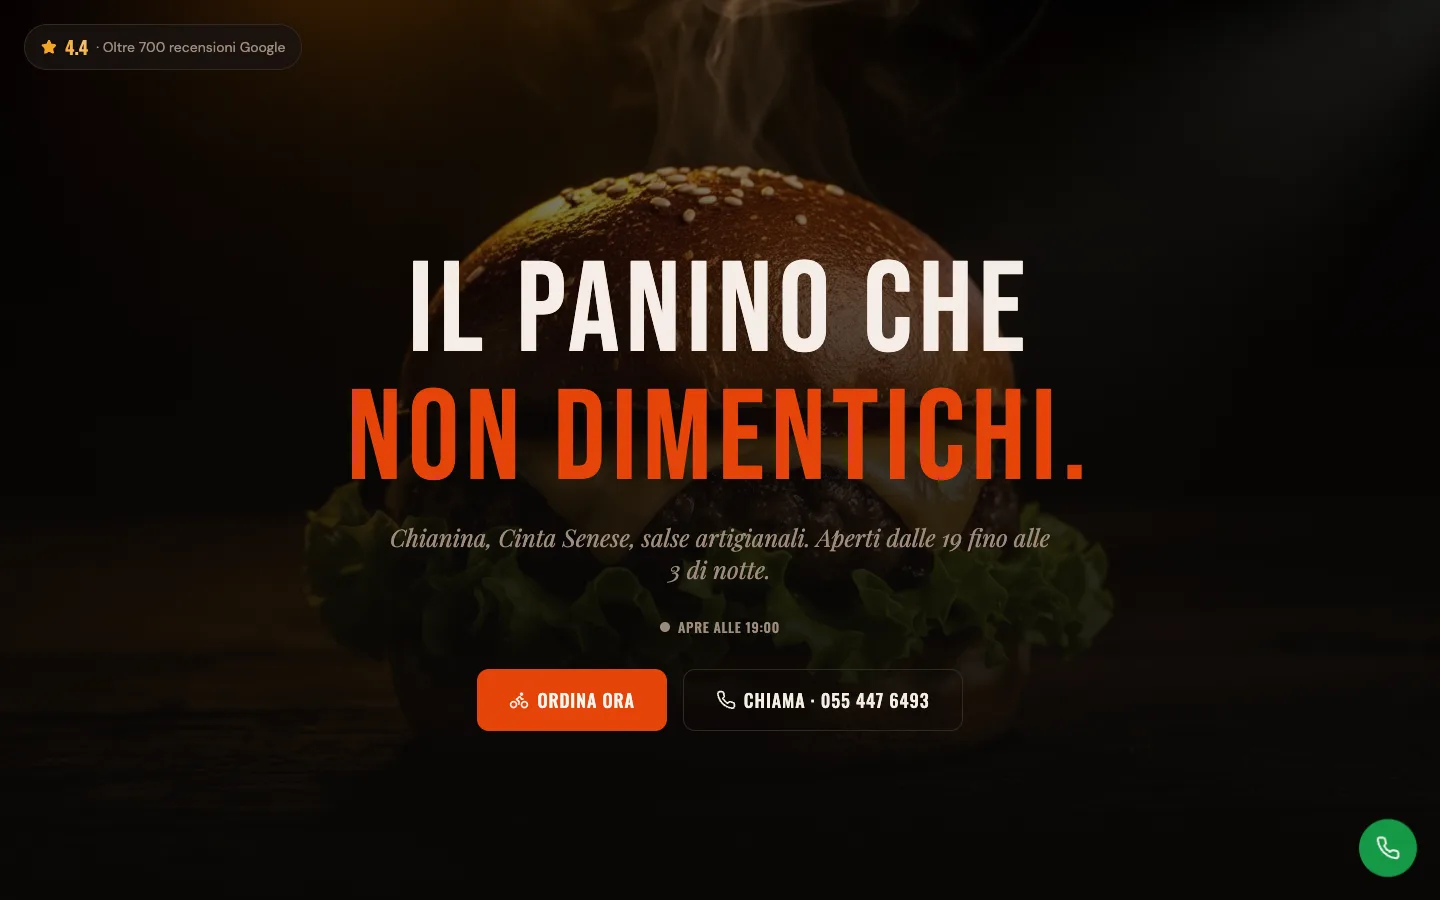 4.4 · Oltre 700 recensioni Google
IL PANINO CHE
NON DIMENTICHI.
Chianina, Cinta Senese, salse artigianali. Aperti dalle 19 fino alle
3 di notte.
APRE ALLE 19:00
ORDINA ORA
CHIAMA · 055 447 6493